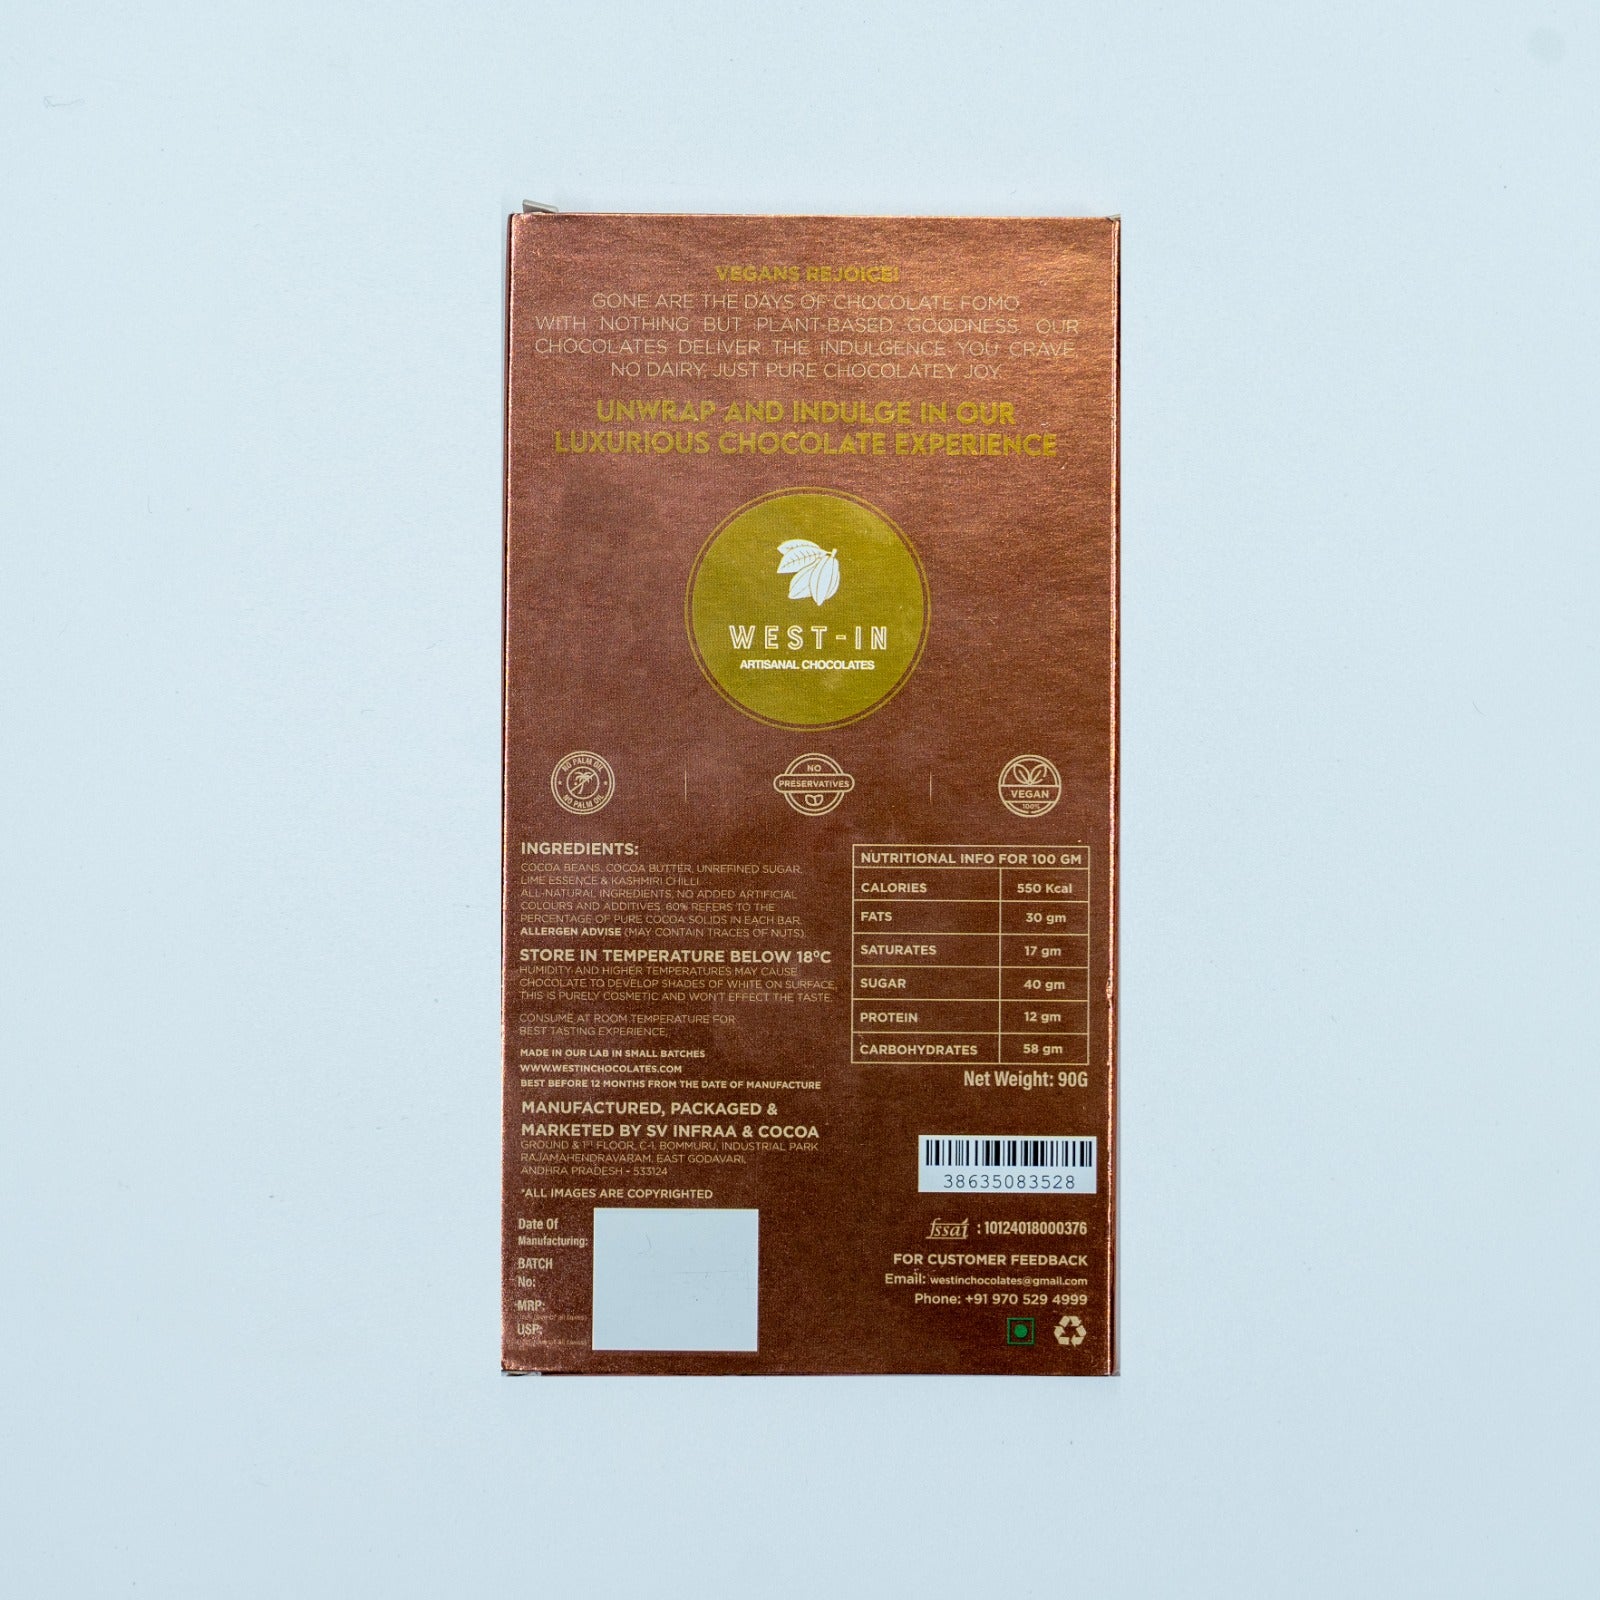 VEGANS REJOICE!
GONE ARE THE DAYS OF CHOCOLATE FOMO.
WITH NOTHING BUT PLANT-BASED GOODNESS, OUR
CHOCOLATES DELIVER THE INDULGENCE YOU CRAVE.
NO DAIRY, JUST PURE CHOCOLATEY JOY.
UNWRAP AND INDULGE IN OUR
LUXURIOUS CHOCOLATE EXPERIENCE
WEST-IN
ARTISANAL CHOCOLATES
NO PALM OIL
NO PALM OIL
NO
PRESERVATIVES
VEGAN
100%
INGREDIENTS:
COCOA BEANS, COCOA BUTTER, UNREFINED SUGAR,
LIME ESSENCE & KASHMIRI CHILLI
ALL-NATURAL INGREDIENTS, NO ADDED ARTIFICIAL
COLOURS AND ADDITIVES. 60% REFERS TO THE
PERCENTAGE OF PURE COCOA SOLIDS IN EACH BAR.
ALLERGEN ADVISE (MAY CONTAIN TRACES OF NUTS).
STORE IN TEMPERATURE BELOW 18°C
HUMIDITY AND HIGHER TEMPERATURES MAY CAUSE
CHOCOLATE TO DEVELOP SHADES OF WHITE ON SURFACE,
THIS IS PURELY COSMETIC AND WON'T EFFECT THE TASTE.
CONSUME AT ROOM TEMPERATURE FOR
BEST TASTING EXPERIENCE,
MADE IN OUR LAB IN SMALL BATCHES
WWW.WESTINCHOCOLATES.COM
BEST BEFORE 12 MONTHS FROM THE DATE OF MANUFACTURE
MANUFACTURED, PACKAGED &
MARKETED BY SV INFRAA & COCOA
GROUND & 1ST FLOOR, C-1, BOMMURU, INDUSTRIAL PARK
RAJAMAHENDRAVARAM, EAST GODAVARI,
ANDHRA PRADESH - 533124
*ALL IMAGES ARE COPYRIGHTED
Date Of
Manufacturing:
BATCH
No:
MRP:
USP:
NUTRITIONAL INFO FOR 100 GM
CALORIES 550 Kcal
FATS 30 gm
SATURATES 17 gm
SUGAR 40 gm
PROTEIN 12 gm
CARBOHYDRATES 58 gm
Net Weight: 90G
38635083528
fssai : 10124018000376
FOR CUSTOMER FEEDBACK
Email: westinchocolates@gmail.com
Phone: +91 970 529 4999